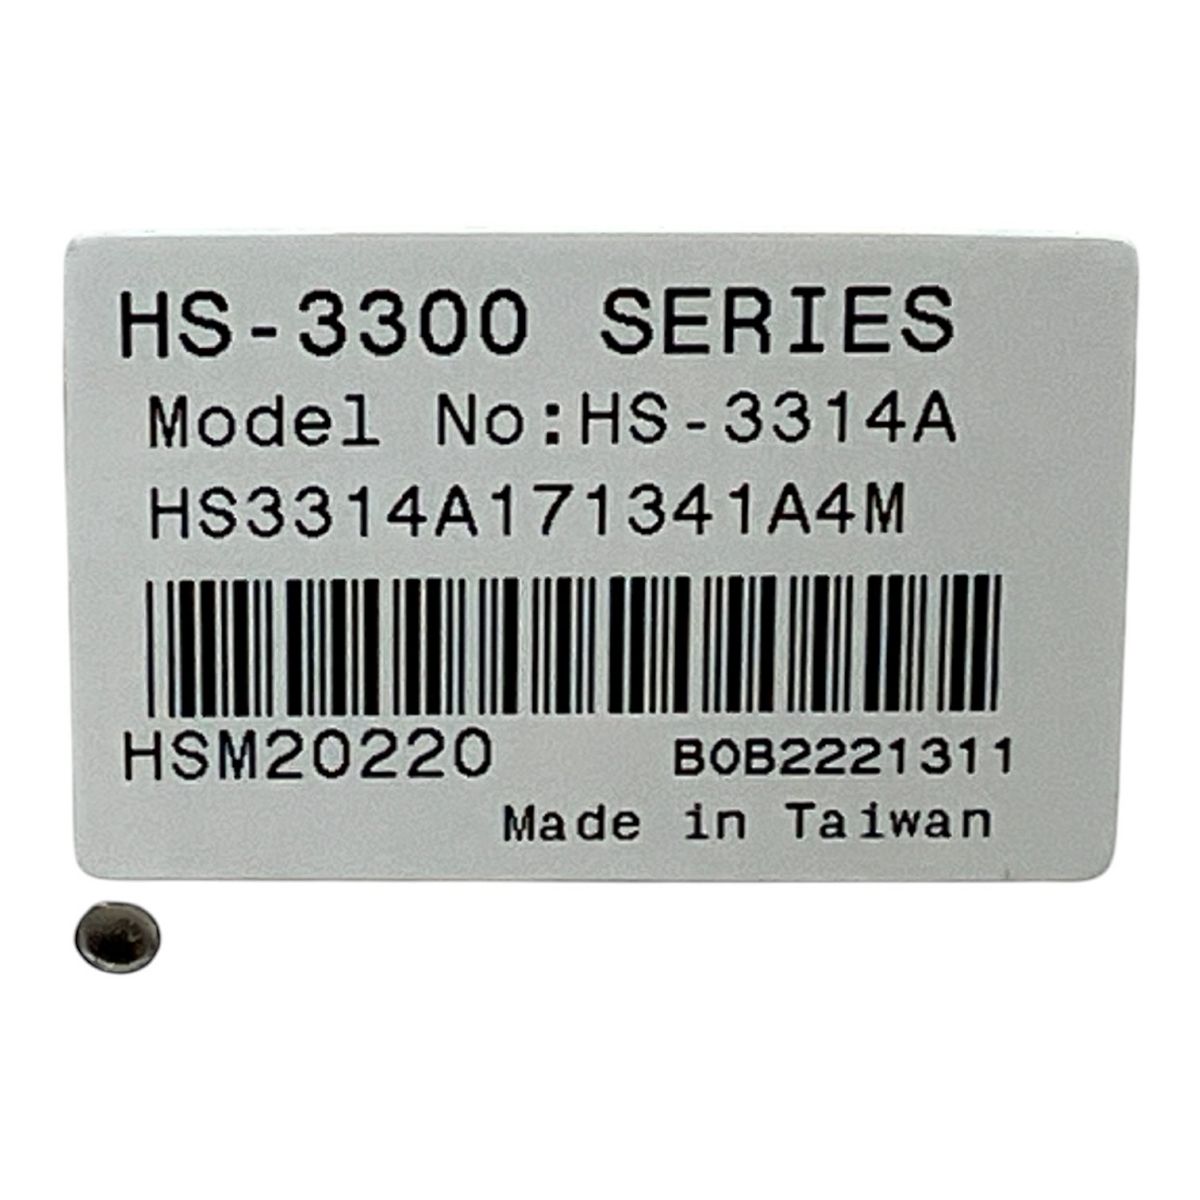 HS-3300 SERIES
Model No:HS-3314A
HS3314A171341A4M
HSM20220 B0B2221311
Made in Taiwan